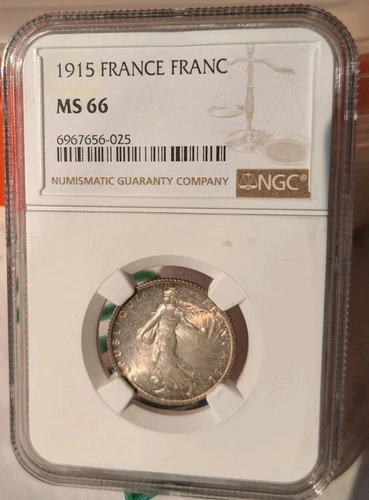 1915 FRANCE FRANC
MS 66
6967656-025
NUMISMATIC GUARANTY COMPANY NGC®